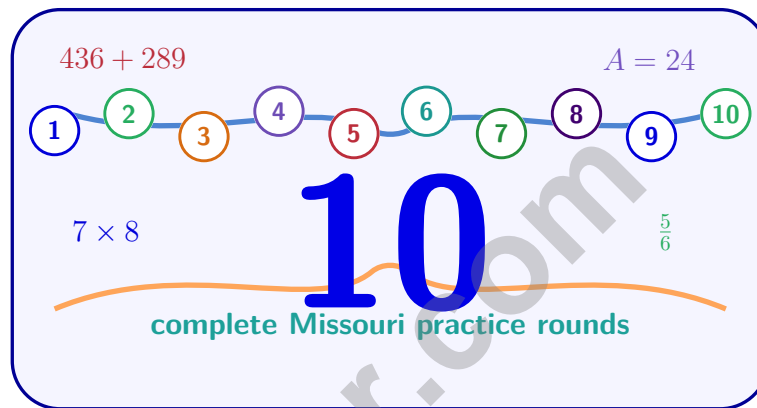 436 + 289
A = 24
1 2 3 4 5 6 7 8 9 10
10
7 × 8
5/6
complete Missouri practice rounds
r.com